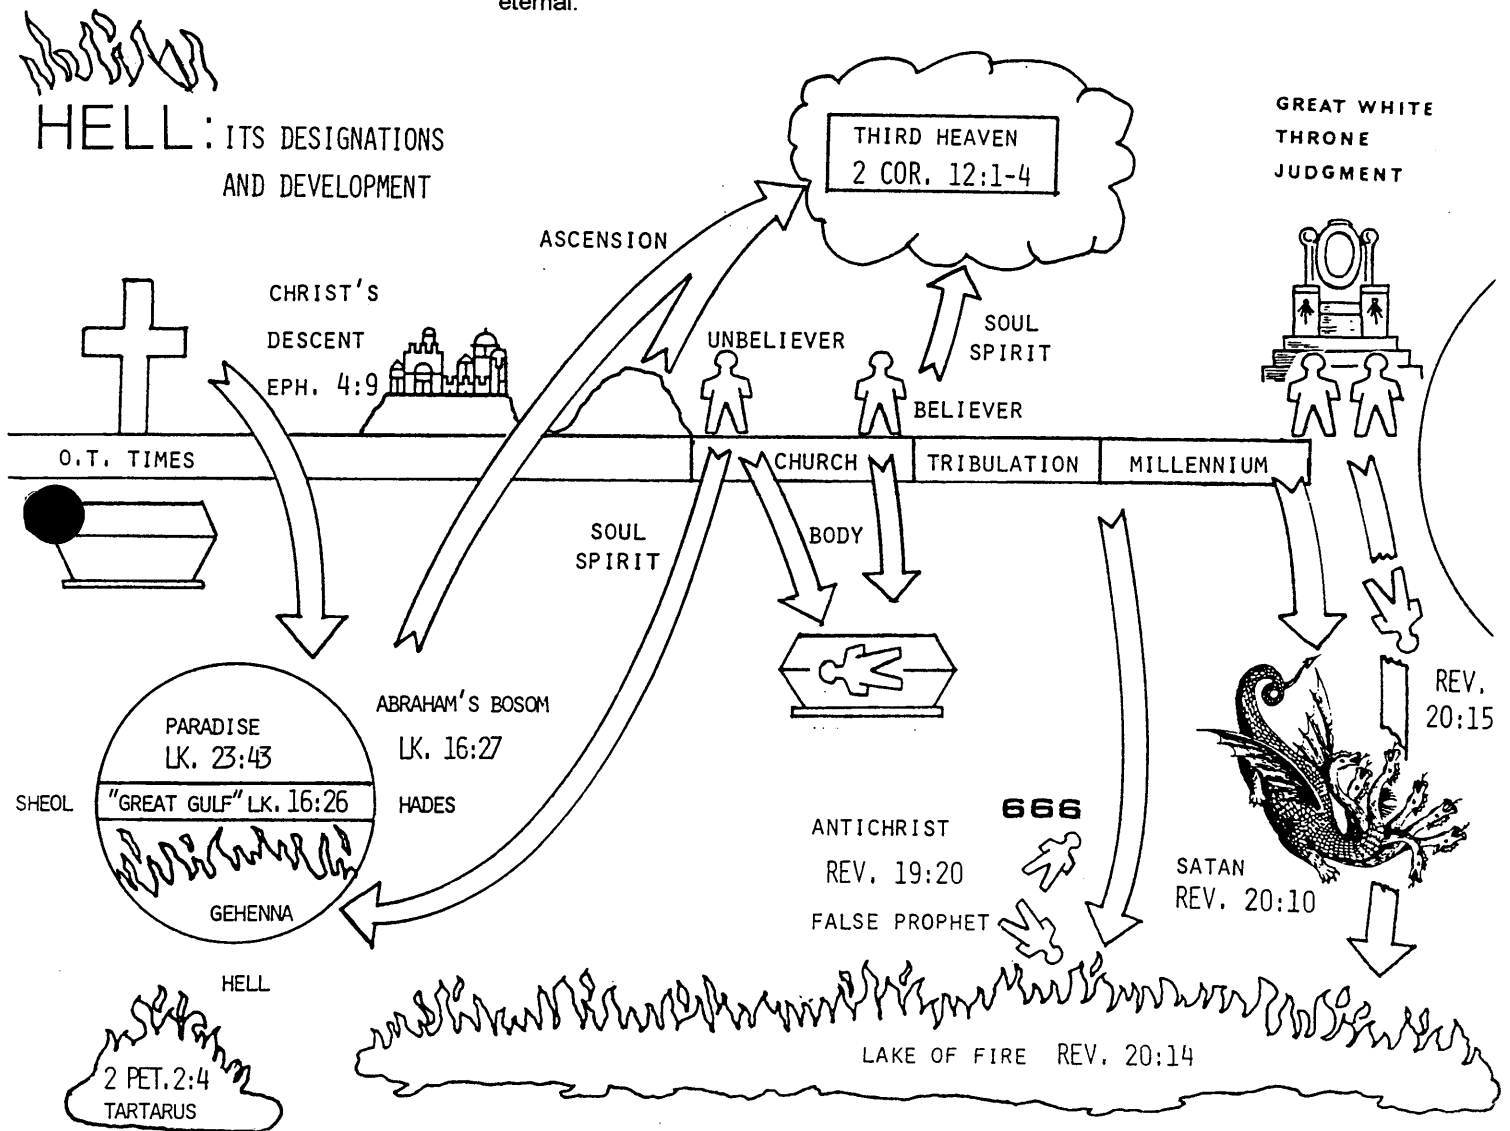 eternal.
HELL: ITS DESIGNATIONS
AND DEVELOPMENT
THIRD HEAVEN
2 COR. 12:1-4
GREAT WHITE
THRONE
JUDGMENT
ASCENSION
CHRIST'S
DESCENT
EPH. 4:9
UNBELIEVER
SOUL
SPIRIT
BELIEVER
O.T. TIMES
CHURCH
TRIBULATION
MILLENNIUM
SOUL
SPIRIT
BODY
PARADISE
LK. 23:43
ABRAHAM'S BOSOM
LK. 16:27
SHEOL
"GREAT GULF" LK. 16:26
HADES
GEHENNA
HELL
2 PET. 2:4
TARTARUS
666
ANTICHRIST
REV. 19:20
FALSE PROPHET
SATAN
REV. 20:10
REV.
20:15
LAKE OF FIRE REV. 20:14